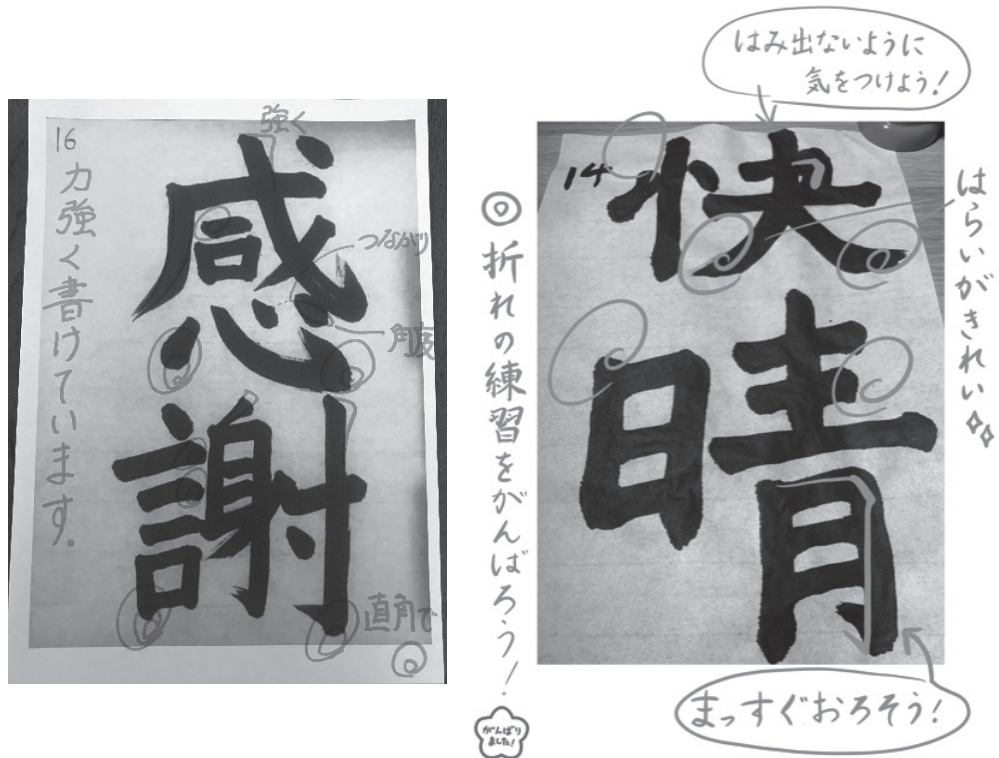 16
力強く書けています.
強く
感謝
つながり
角度
直角で
はみ出ないように
気をつけよう!
14
快晴
はらいがきれい
◎折れの練習をがんばろう!
まっすぐおろそう!
がんばり
ました!